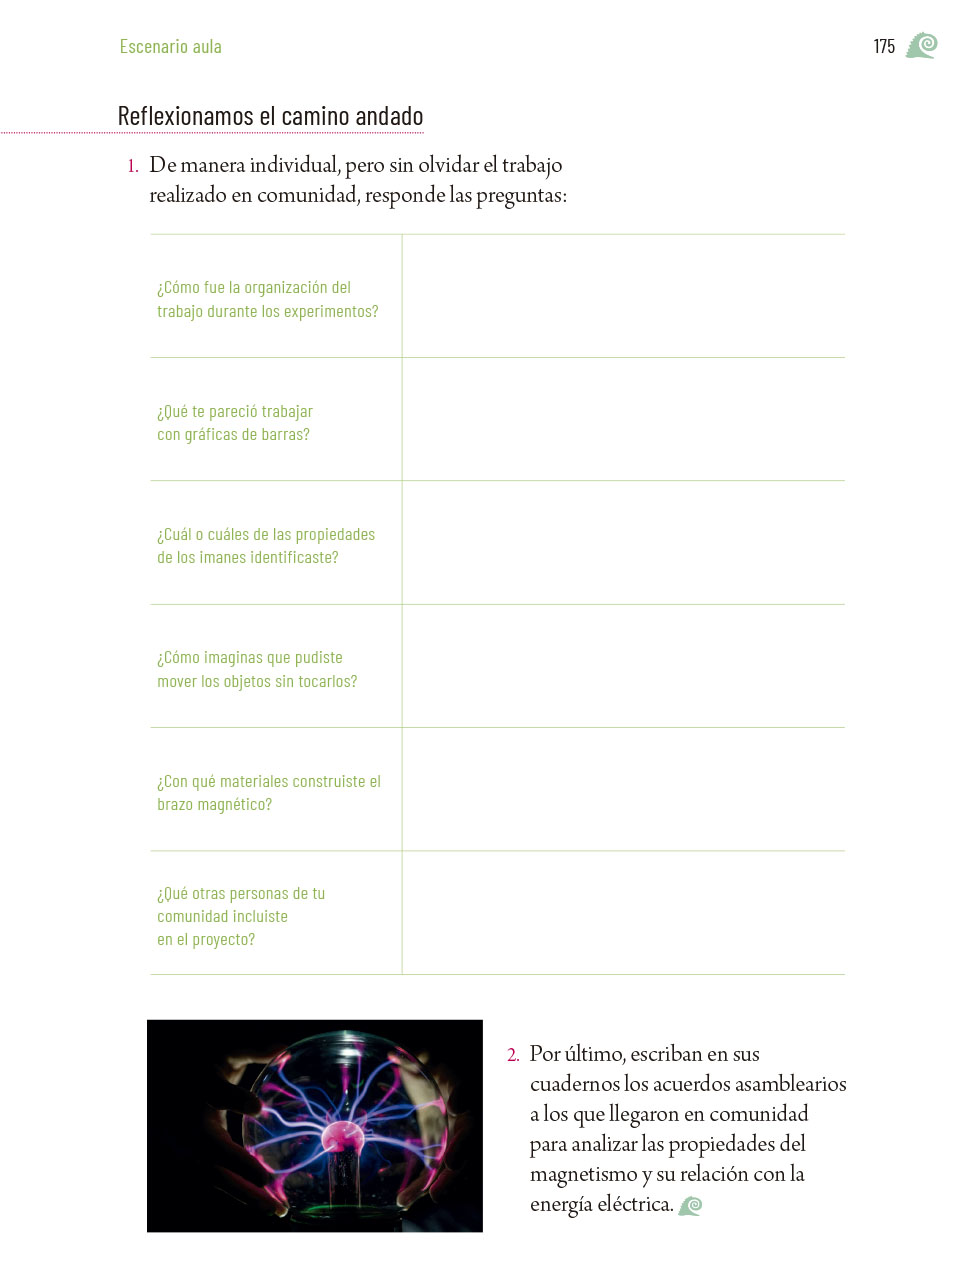 Escenario aula
175
Reflexionamos el camino andado
1. De manera individual, pero sin olvidar el trabajo
realizado en comunidad, responde las preguntas:
¿Cómo fue la organización del
trabajo durante los experimentos?
¿Qué te pareció trabajar
con gráficas de barras?
¿Cuál o cuáles de las propiedades
de los imanes identificaste?
¿Cómo imaginas que pudiste
mover los objetos sin tocarlos?
¿Con qué materiales construiste el
brazo magnético?
¿Qué otras personas de tu
comunidad incluiste
en el proyecto?
2. Por último, escriban en sus
cuadernos los acuerdos asamblearios
a los que llegaron en comunidad
para analizar las propiedades del
magnetismo y su relación con la
energía eléctrica.